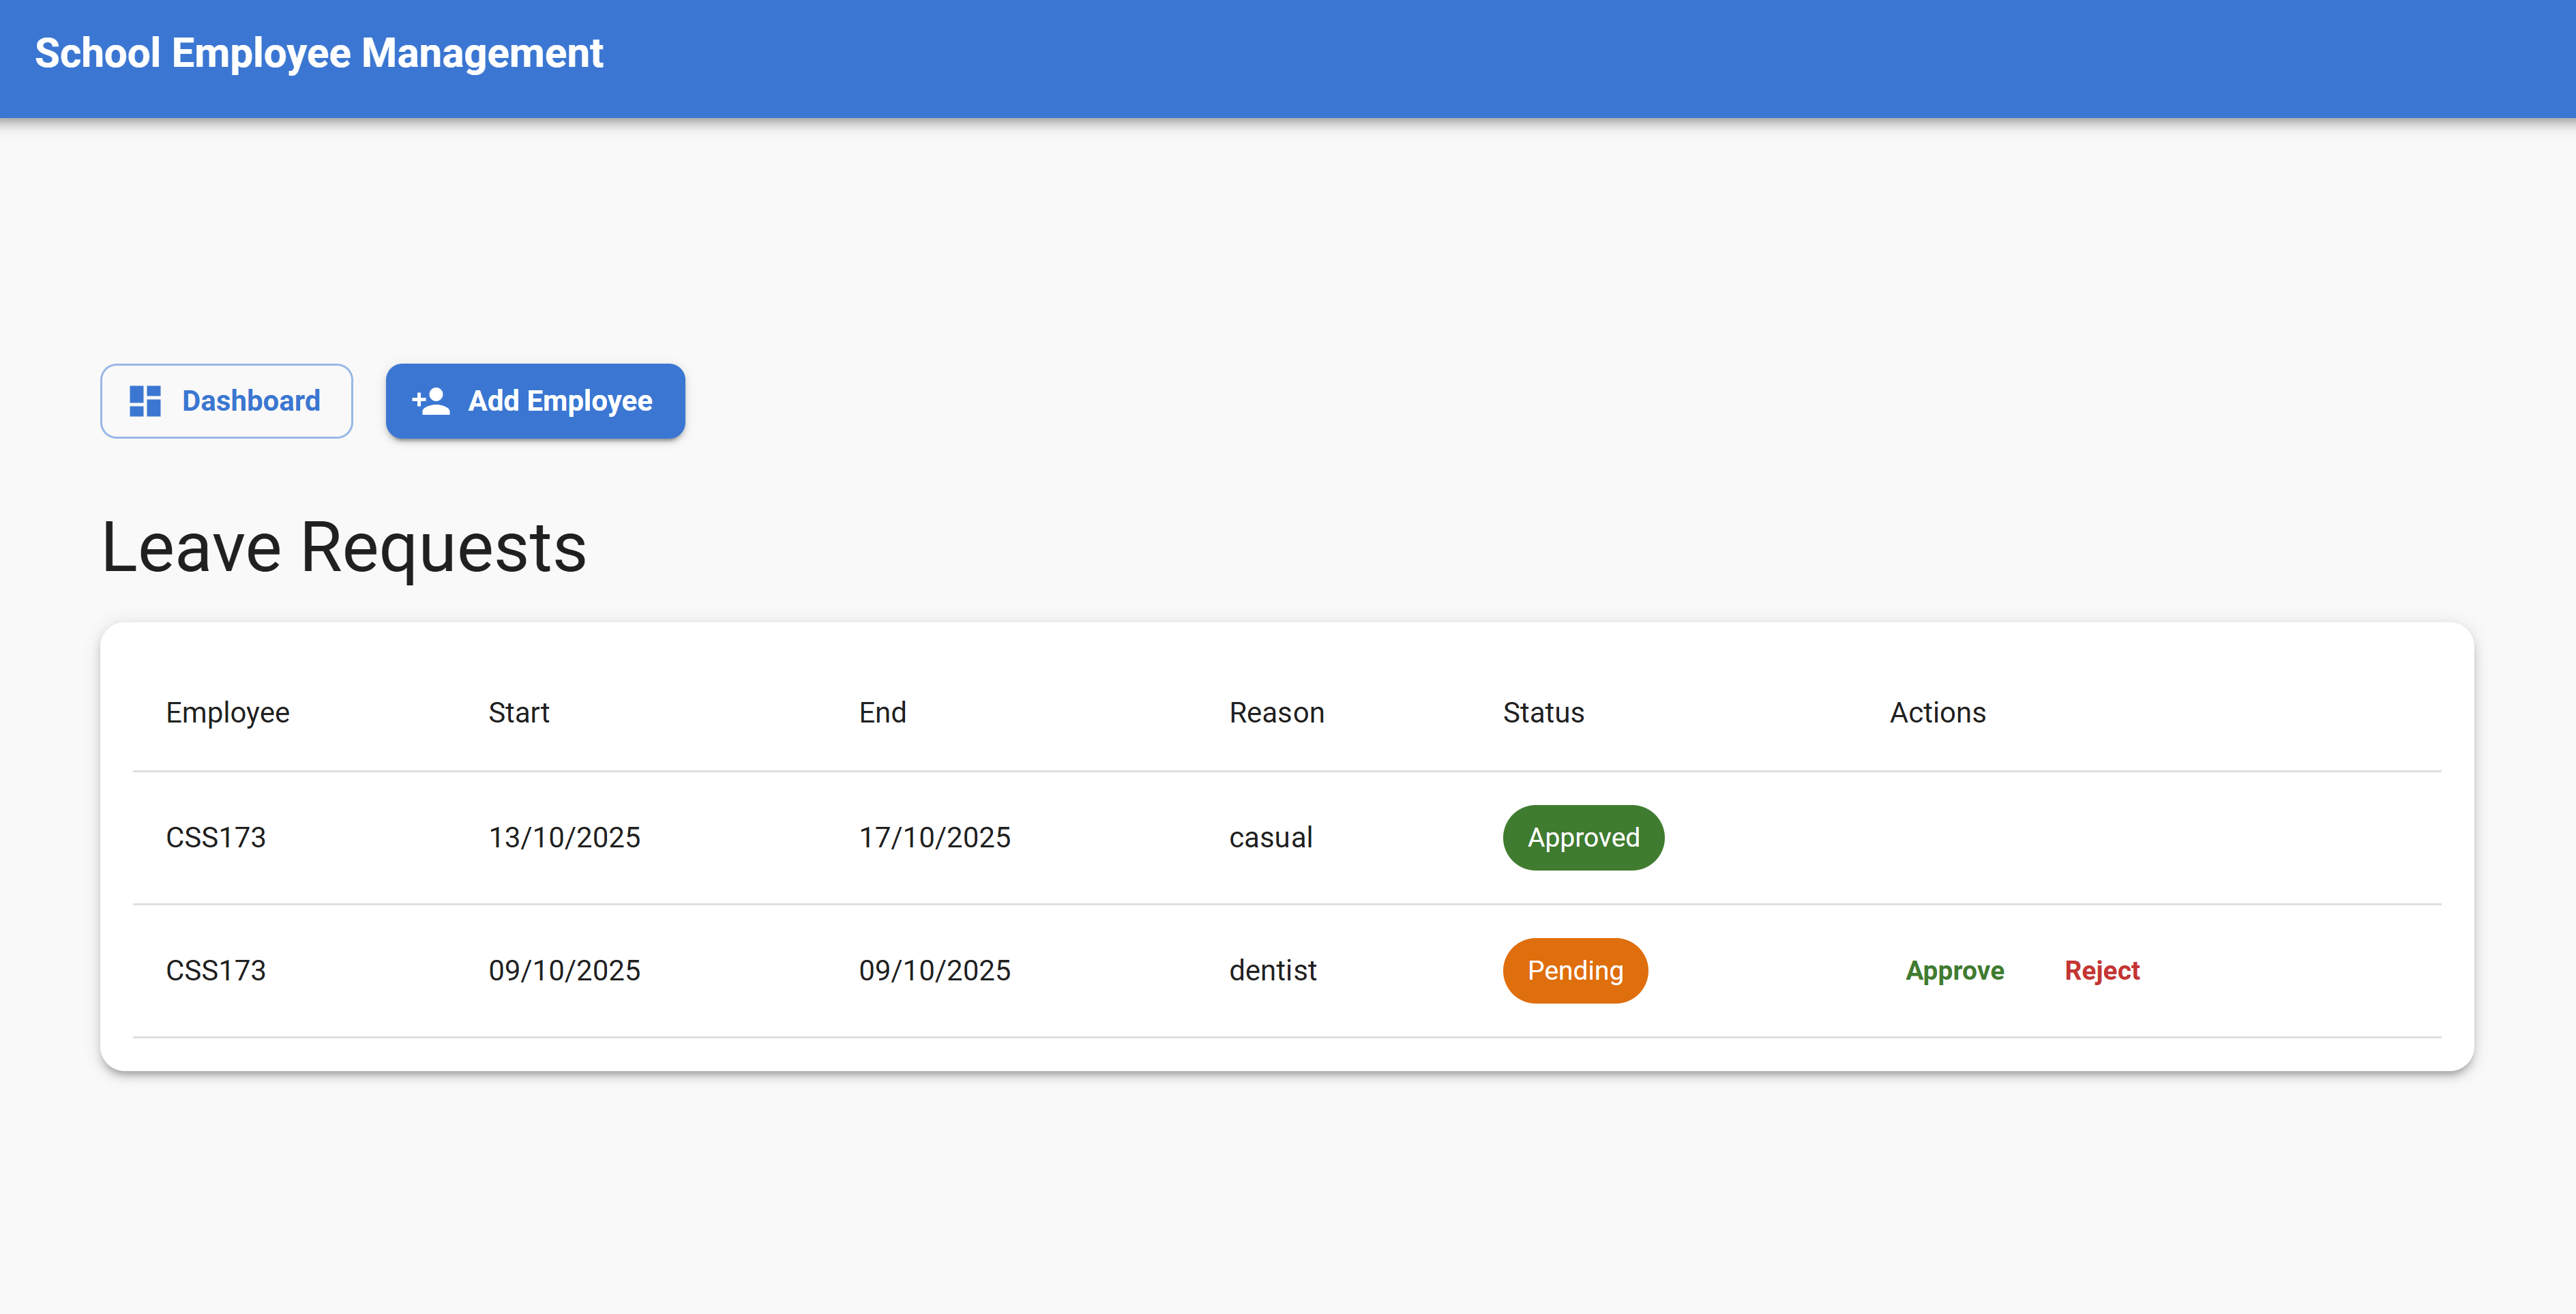 School Employee Management
Dashboard Add Employee
Leave Requests
Employee Start End Reason Status Actions
CSS173 13/10/2025 17/10/2025 casual Approved
CSS173 09/10/2025 09/10/2025 dentist Pending Approve Reject